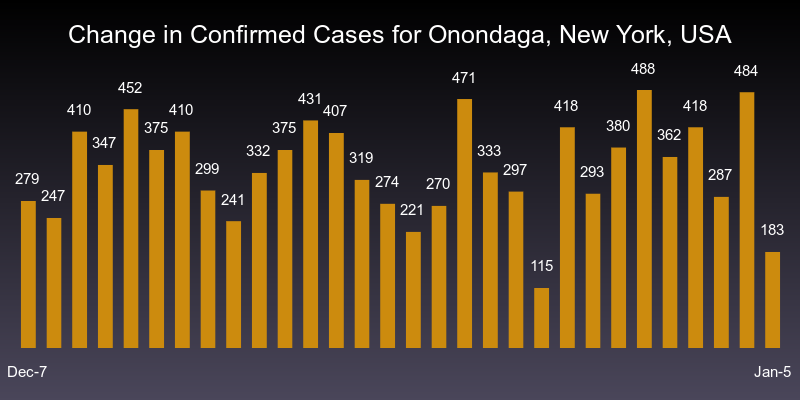 Change in Confirmed Cases for Onondaga, New York, USA
279 247 410 347 452 375 410 299 241 332 375 431 407 319 274 221 270 471 333 297 115 418 293 380 488 362 418 287 484 183
Dec-7 Jan-5